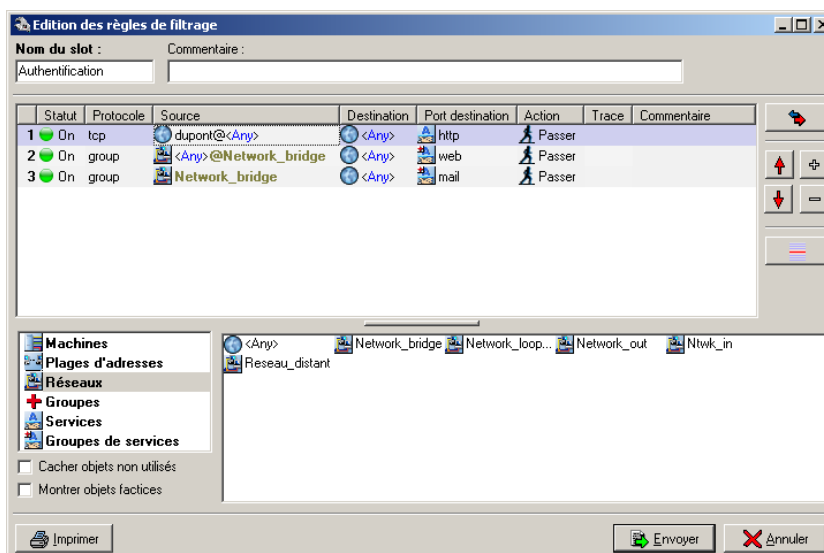 Edition des règles de filtrage
Nom du slot : Commentaire :
Authentification
Statut Protocole Source Destination Port destination Action Trace Commentaire
1 On tcp dupont@<Any> <Any> http Passer
2 On group <Any>@Network_bridge <Any> web Passer
3 On group Network_bridge <Any> mail Passer
Machines
Plages d'adresses
Réseaux
Groupes
Services
Groupes de services
<Any> Network_bridge Network_loop... Network_out Ntwk_in
Reseau_distant
Cacher objets non utilisés
Montrer objets factices
Imprimer Envoyer Annuler